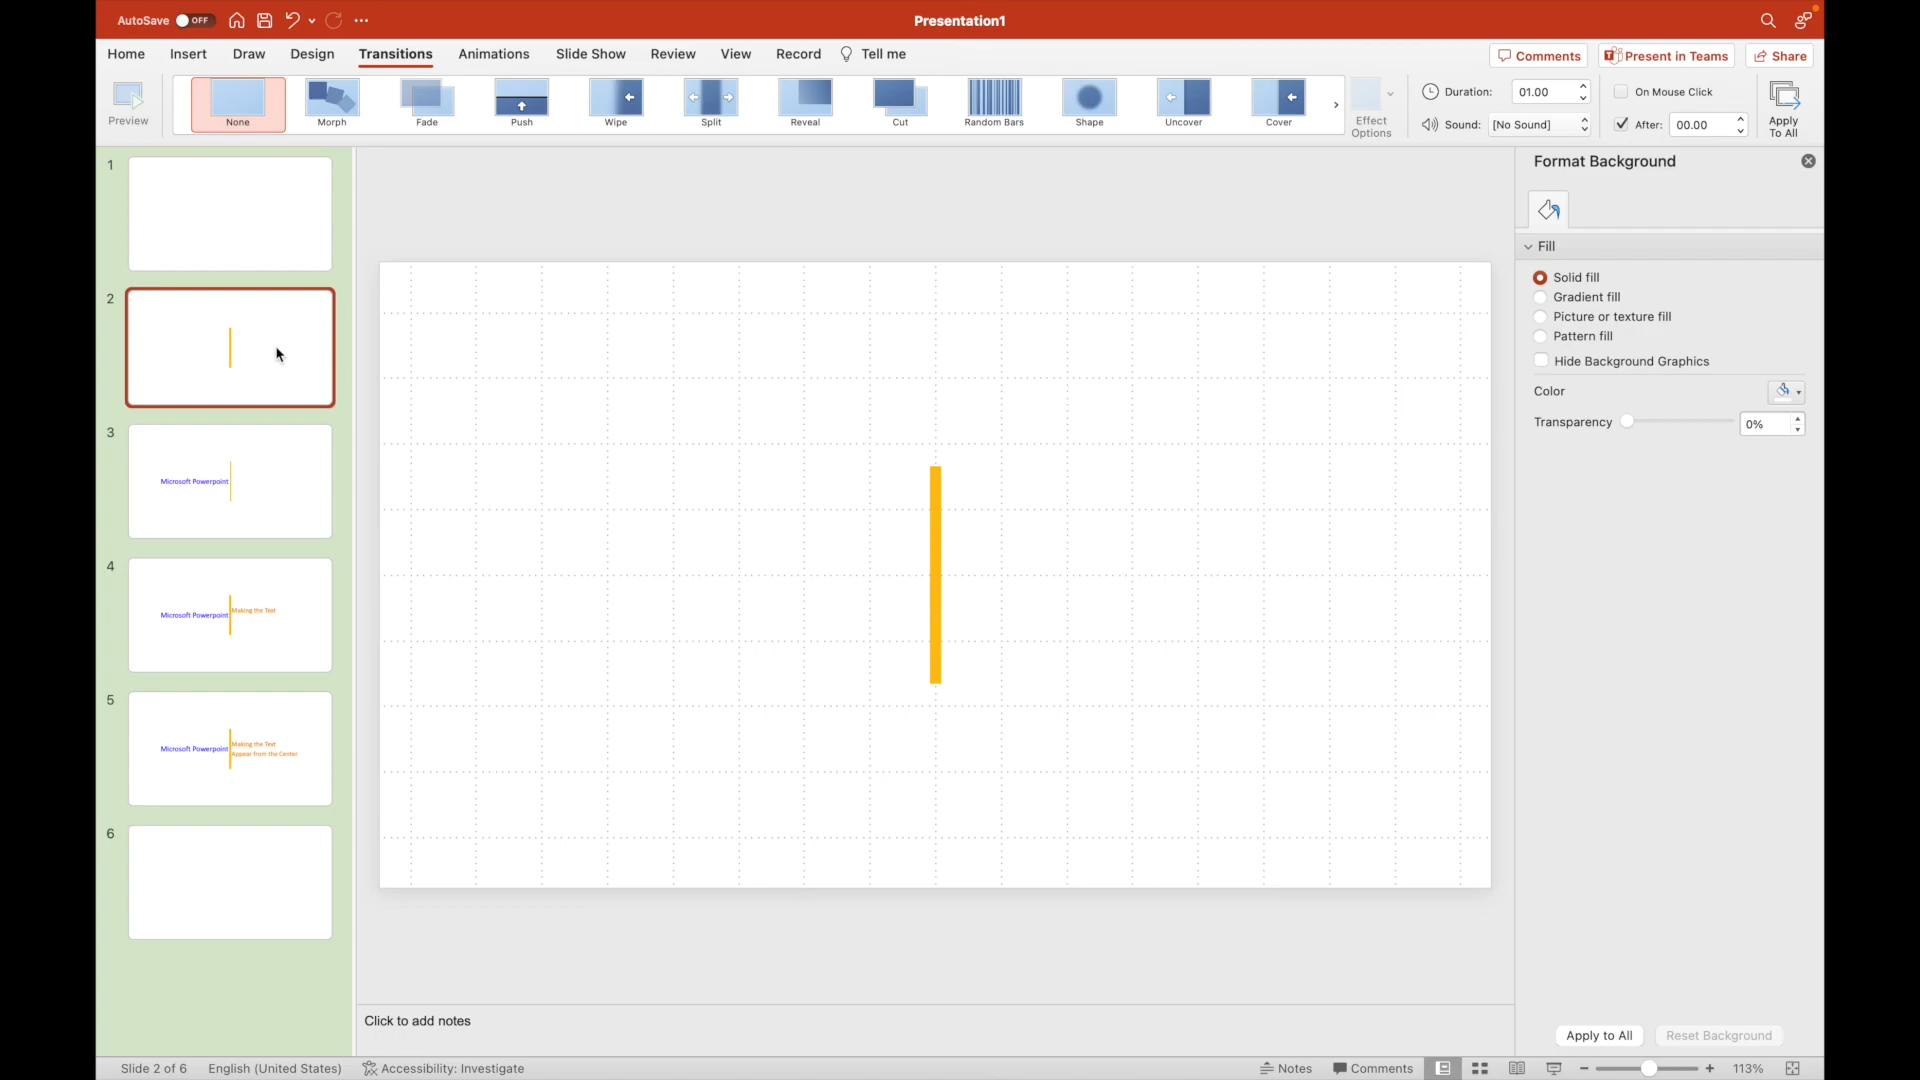 AutoSave OFF
Presentation1
Home Insert Draw Design Transitions Animations Slide Show Review View Record Tell me
Comments Present in Teams Share
Preview
None Morph Fade Push Wipe Split Reveal Cut Random Bars Shape Uncover Cover
Effect
Options
Duration: 01.00
Sound: [No Sound]
On Mouse Click
After: 00.00
Apply
To All
1
2
3
Microsoft Powerpoint
4
Microsoft Powerpoint Making the Text
5
Microsoft Powerpoint Making the Text
Appear from the Center
6
Format Background
Fill
Solid fill
Gradient fill
Picture or texture fill
Pattern fill
Hide Background Graphics
Color
Transparency 0%
Apply to All Reset Background
Click to add notes
Slide 2 of 6 English (United States) Accessibility: Investigate Notes Comments 113%